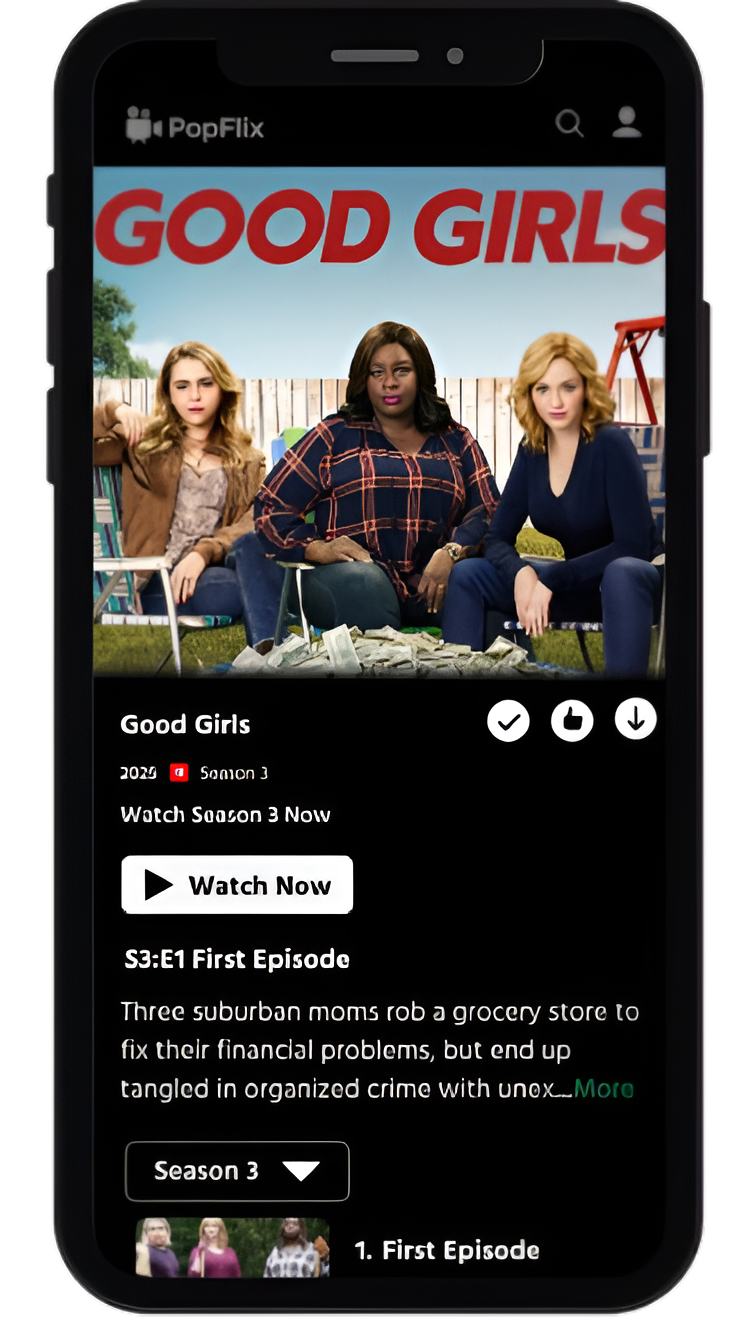 PopFlix
GOOD GIRLS
Good Girls
Season 3
Watch Season 3 Now
Watch Now
S3:E1 First Episode
Three suburban moms rob a grocery store to
fix their financial problems, but end up
tangled in organized crime with unex...More
Season 3
1. First Episode